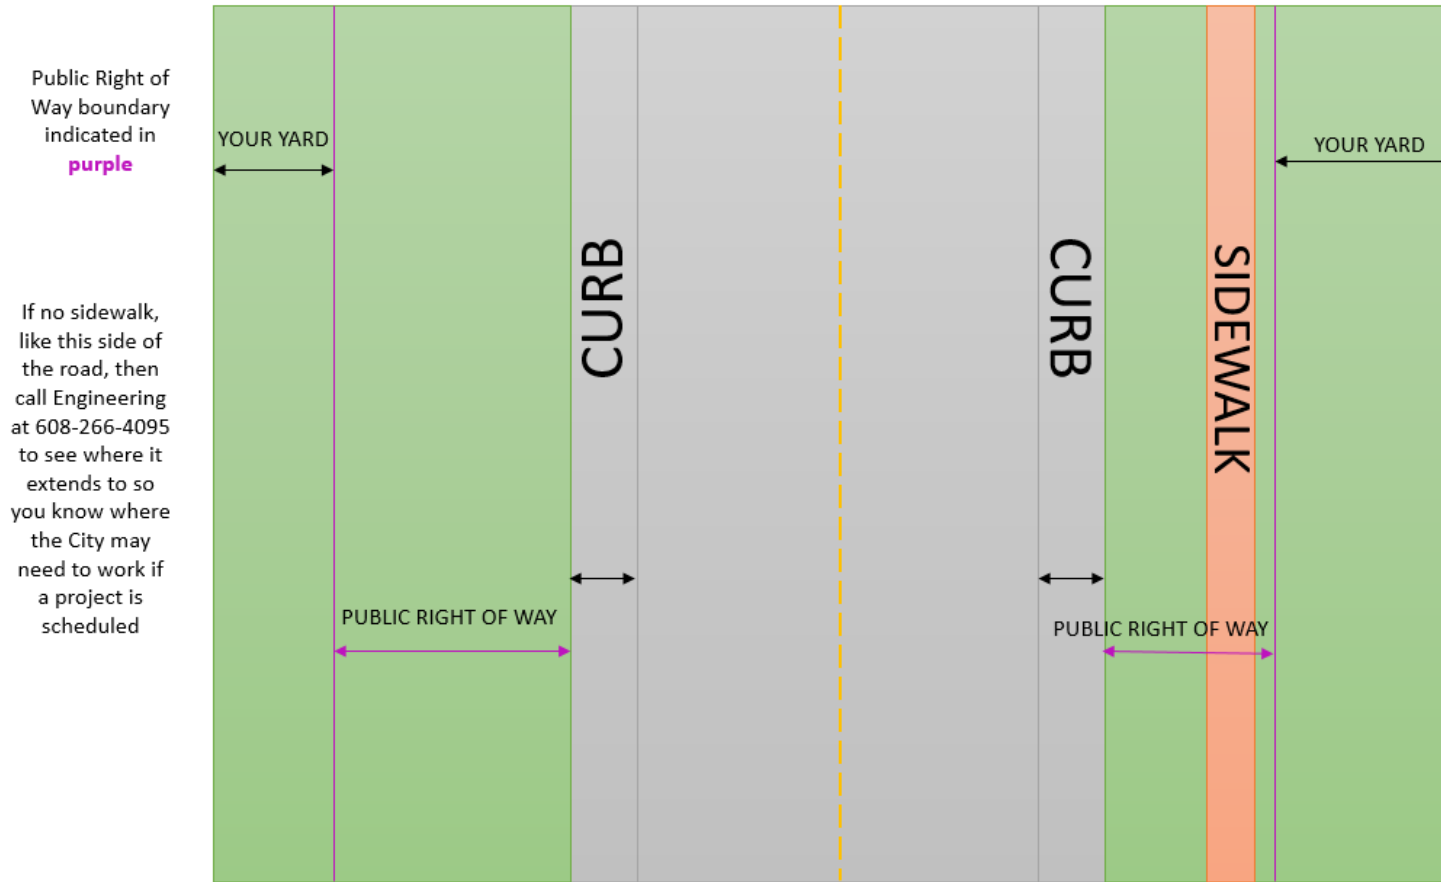 Public Right of
Way boundary
indicated in
purple
YOUR YARD
YOUR YARD
CURB
CURB
SIDEWALK
If no sidewalk,
like this side of
the road, then
call Engineering
at 608-266-4095
to see where it
extends to so
you know where
the City may
need to work if
a project is
scheduled
PUBLIC RIGHT OF WAY
PUBLIC RIGHT OF WAY